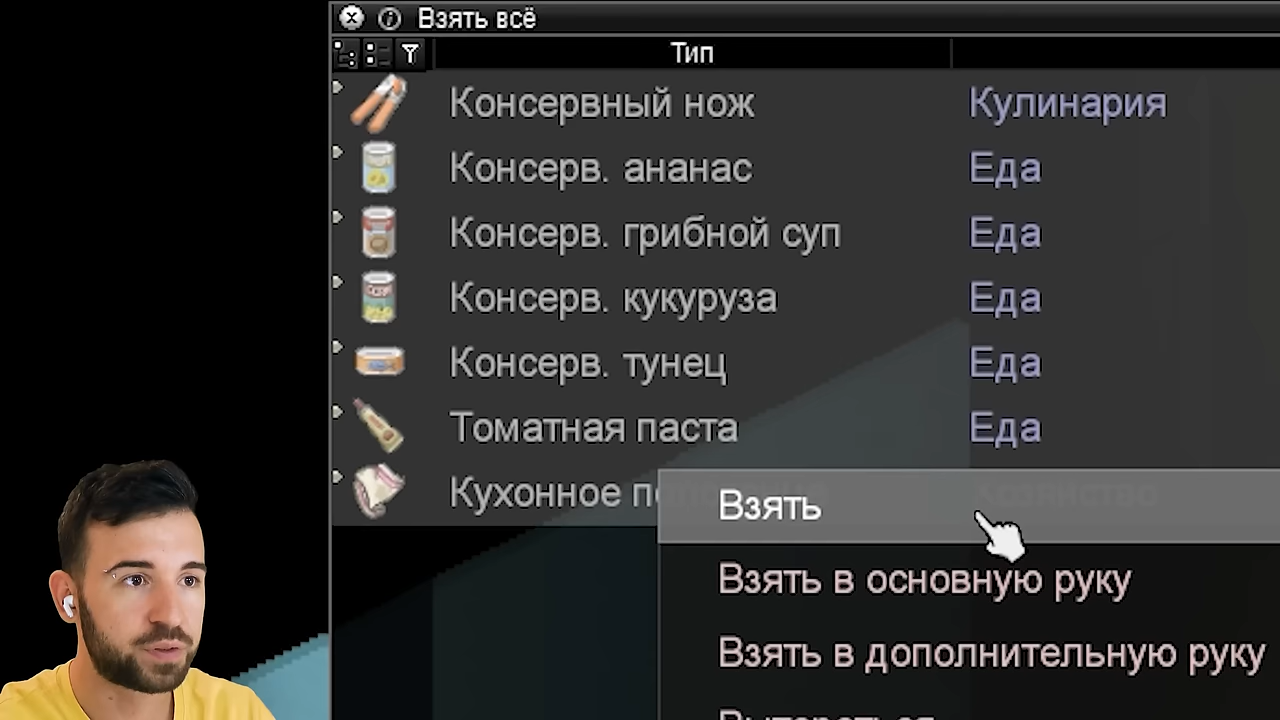 Взять всё
Тип
Консервный нож Кулинария
Консерв. ананас Еда
Консерв. грибной суп Еда
Консерв. кукуруза Еда
Консерв. тунец Еда
Томатная паста Еда
Кухонное
Взять
Взять в основную руку
Взять в дополнительную руку